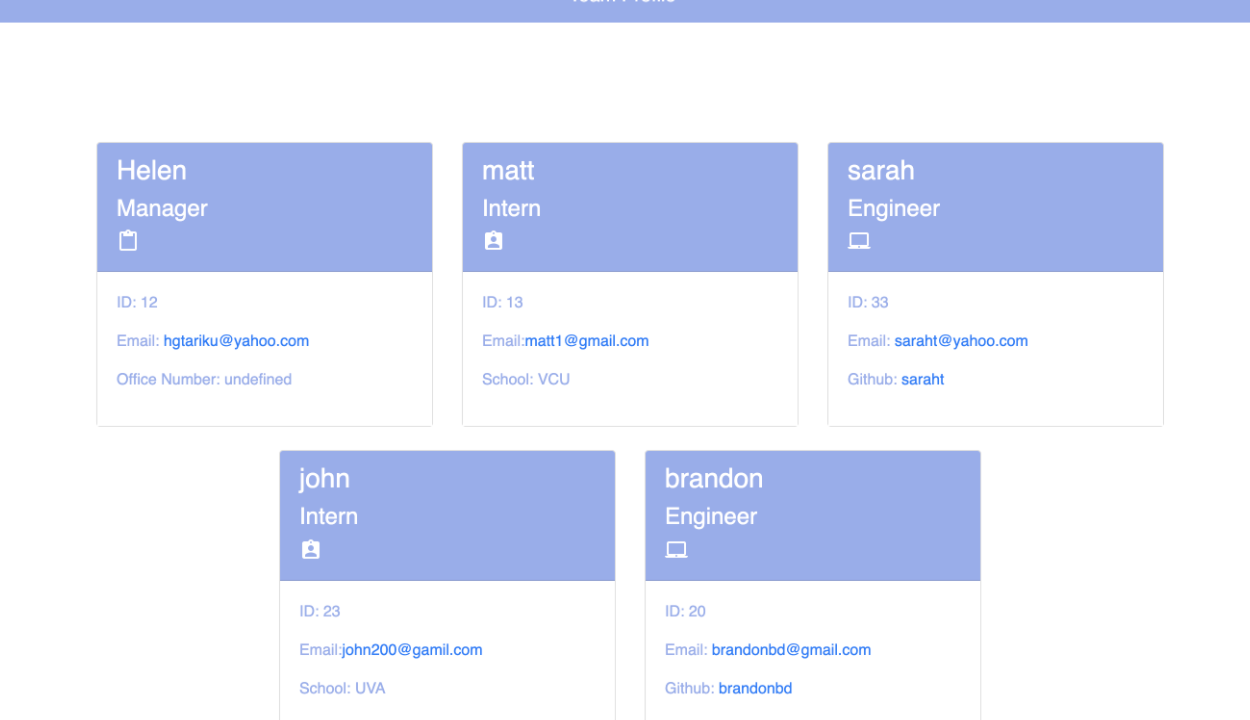 Team Profile
Helen
Manager
ID: 12
Email: hgtariku@yahoo.com
Office Number: undefined
matt
Intern
ID: 13
Email:matt1@gmail.com
School: VCU
sarah
Engineer
ID: 33
Email: saraht@yahoo.com
Github: saraht
john
Intern
ID: 23
Email:john200@gamil.com
School: UVA
brandon
Engineer
ID: 20
Email: brandonbd@gmail.com
Github: brandonbd